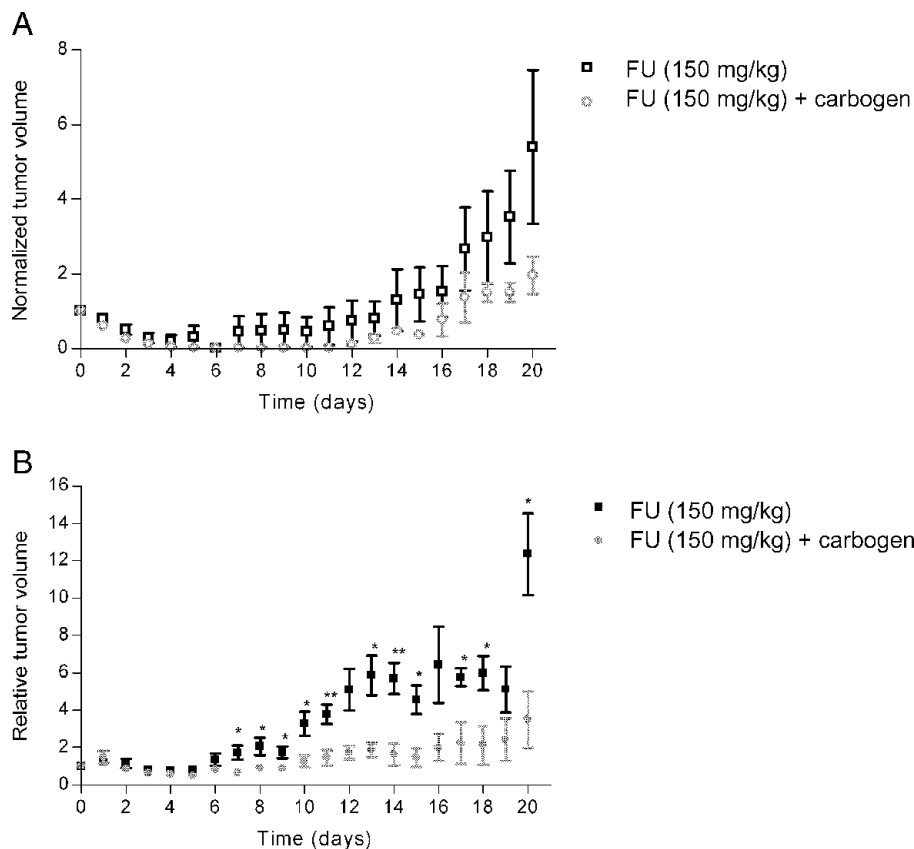 A
Normalized tumor volume
8
6
4
2
0
0 2 4 6 8 10 12 14 16 18 20
Time (days)
FU (150 mg/kg)
FU (150 mg/kg) + carbogen
B
Relative tumor volume
16
14
12
10
8
6
4
2
0
* * * * ** * ** * * * *
0 2 4 6 8 10 12 14 16 18 20
Time (days)
FU (150 mg/kg)
FU (150 mg/kg) + carbogen